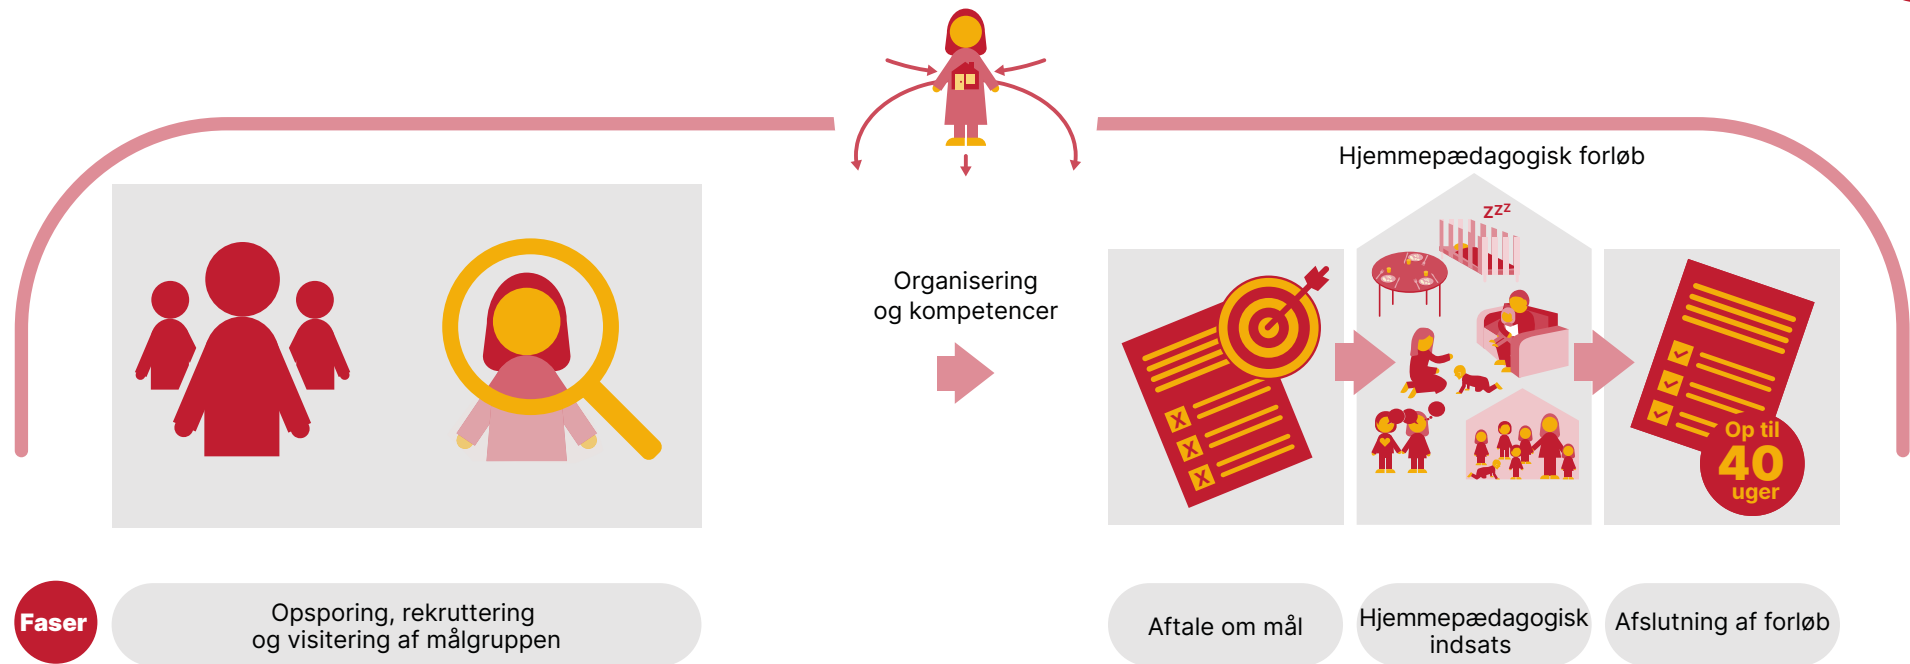 Hjemmepædagogisk forløb
zzz
Organisering
og kompetencer
X
X
X
Op til
40
uger
Faser
Opsporing, rekruttering
og visitering af målgruppen
Aftale om mål
Hjemmepædagogisk
indsats
Afslutning af forløb